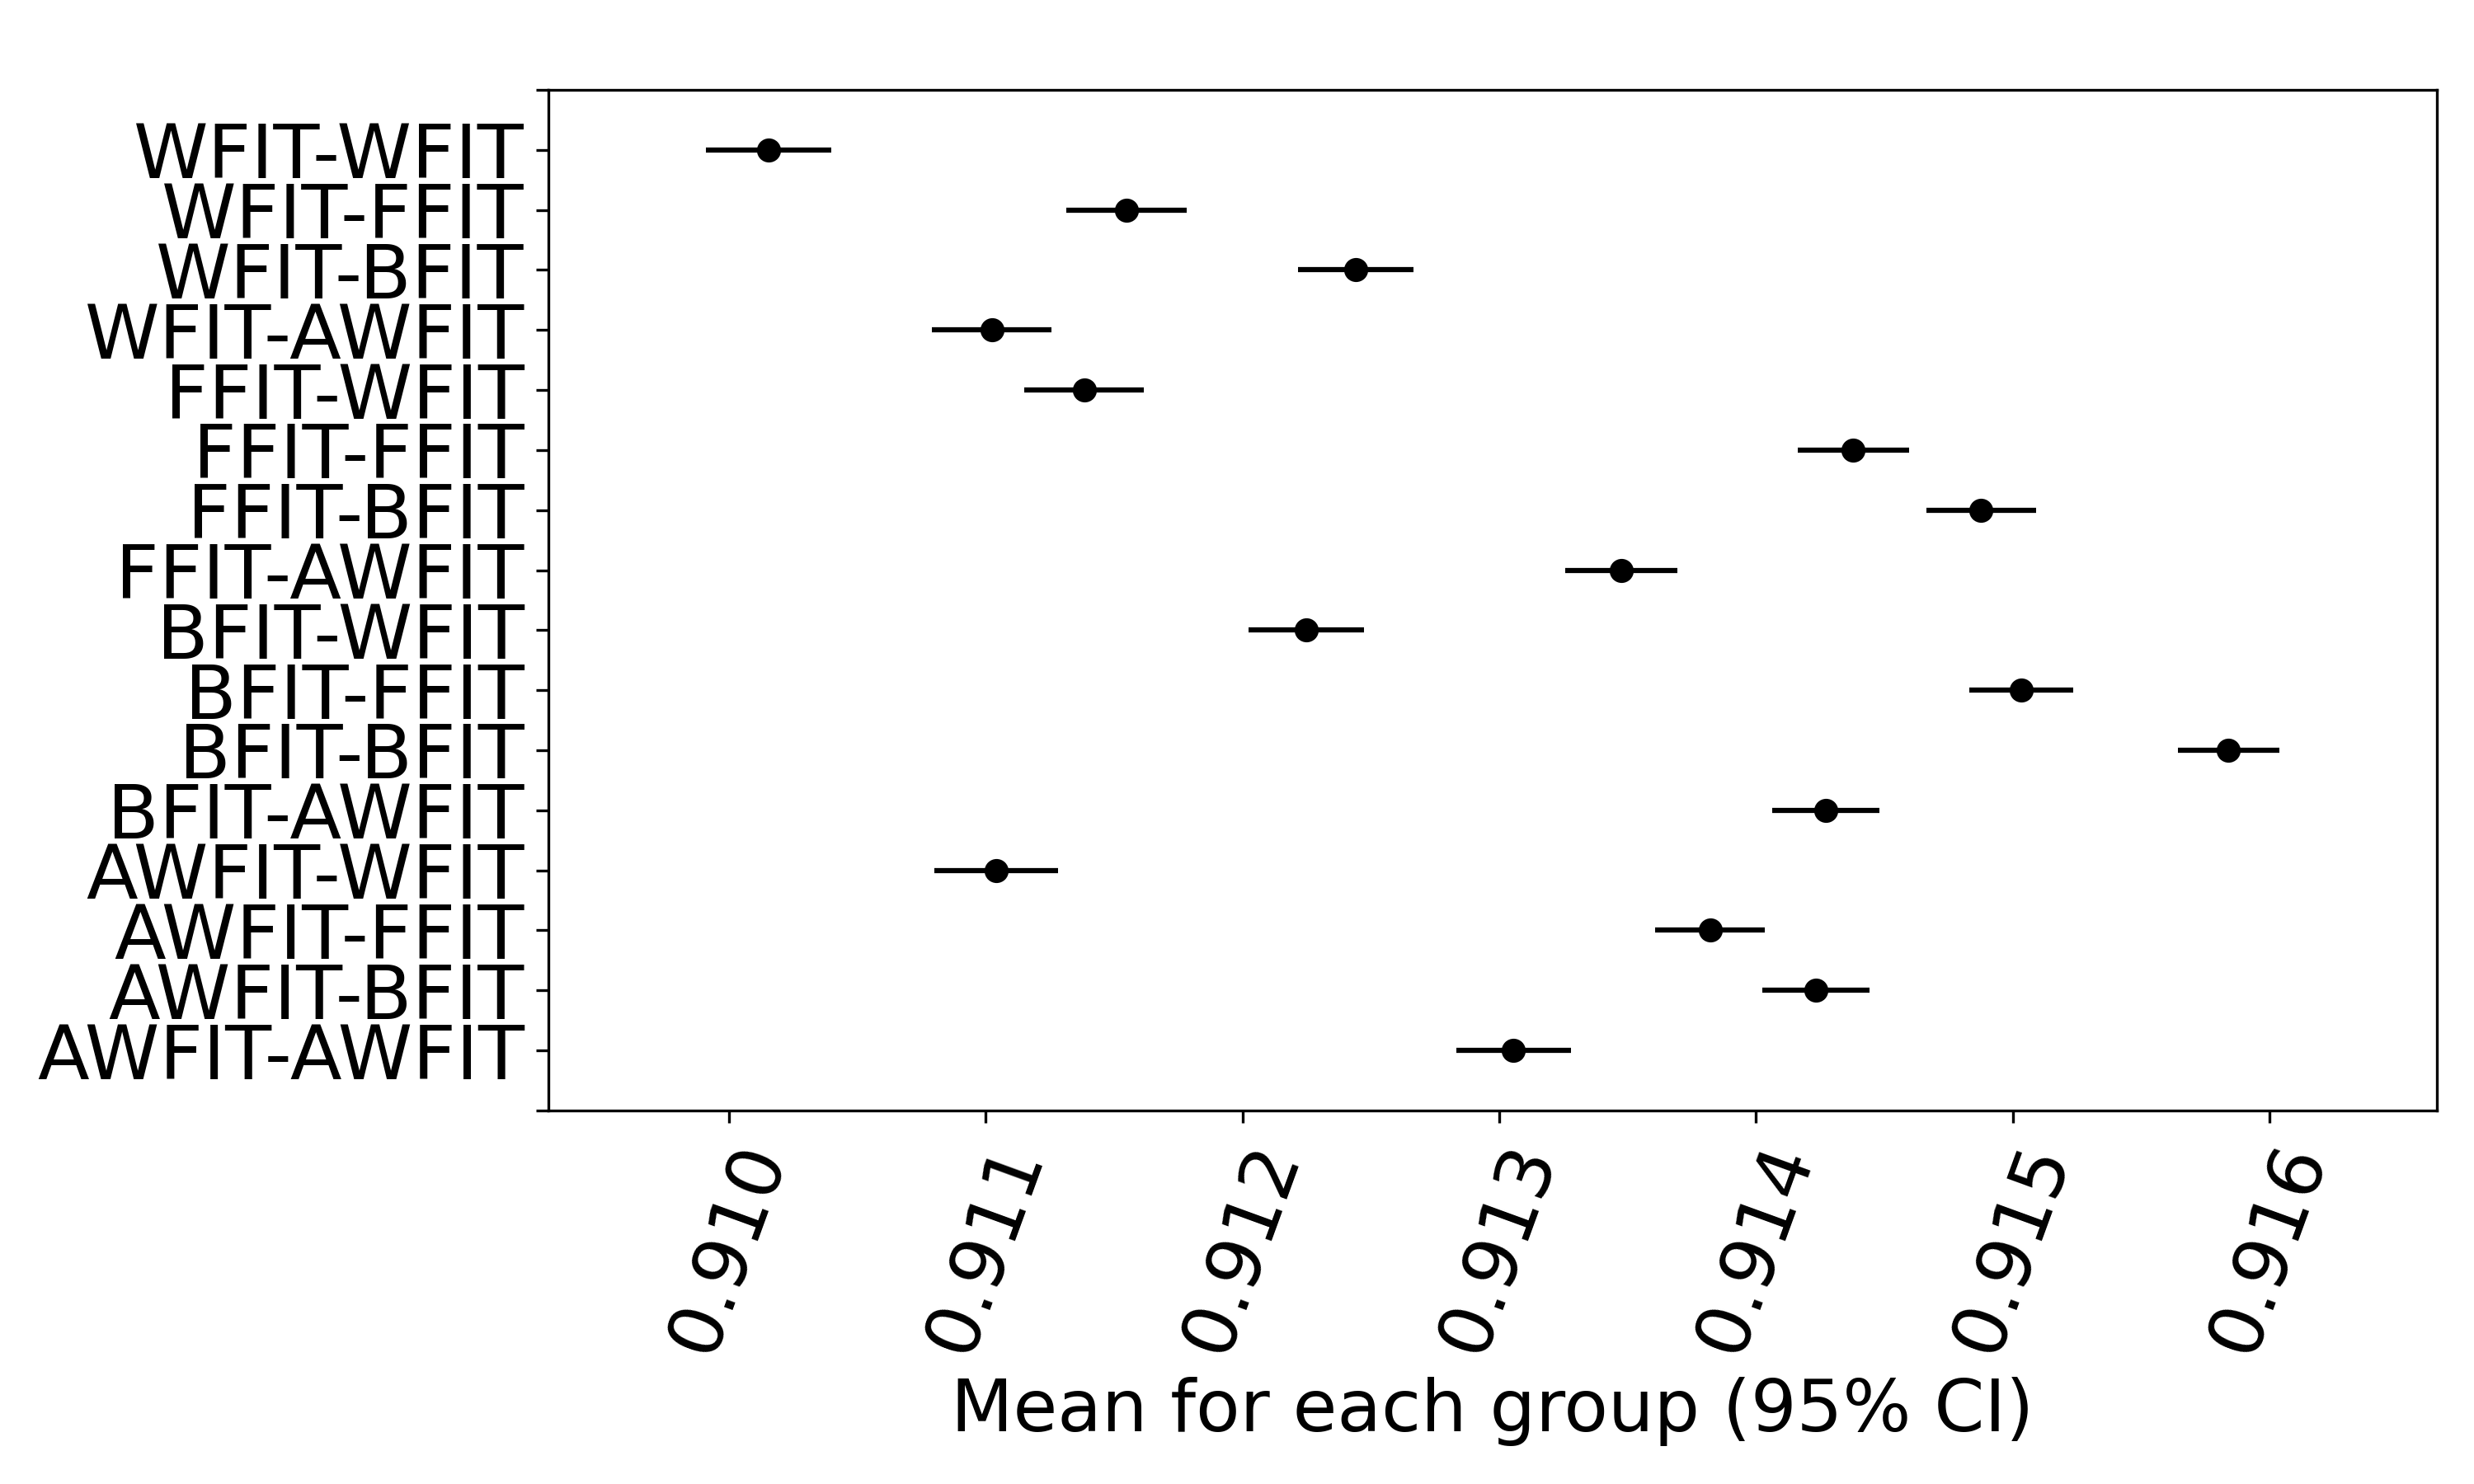 WFIT-WFIT
WFIT-FFIT
WFIT-BFIT
WFIT-AWFIT
FFIT-WFIT
FFIT-FFIT
FFIT-BFIT
FFIT-AWFIT
BFIT-WFIT
BFIT-FFIT
BFIT-BFIT
BFIT-AWFIT
AWFIT-WFIT
AWFIT-FFIT
AWFIT-BFIT
AWFIT-AWFIT
0.910 0.911 0.912 0.913 0.914 0.915 0.916
Mean for each group (95% CI)